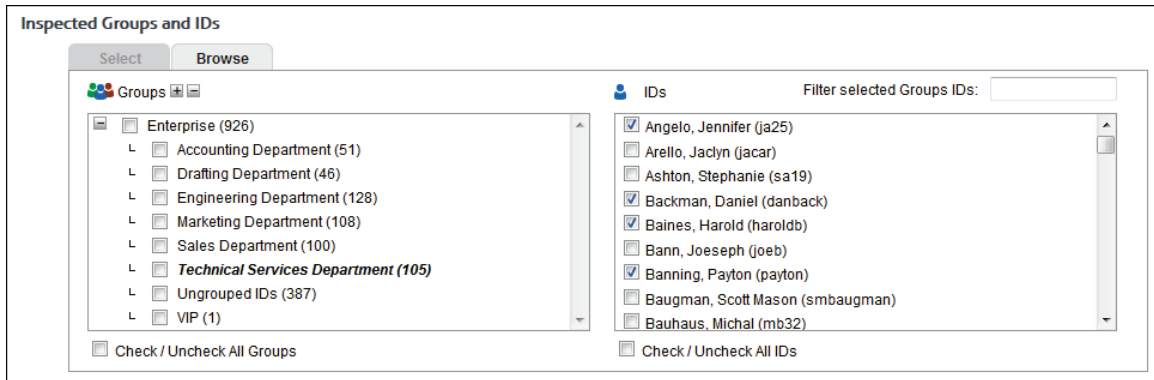 Inspected Groups and IDs
Select
Browse
Groups
IDs
Filter selected Groups IDs:
Enterprise (926)
Accounting Department (51)
Drafting Department (46)
Engineering Department (128)
Marketing Department (108)
Sales Department (100)
Technical Services Department (105)
Ungrouped IDs (387)
VIP (1)
Check / Uncheck All Groups
Angelo, Jennifer (ja25)
Arello, Jaclyn (jacar)
Ashton, Stephanie (sa19)
Backman, Daniel (danback)
Baines, Harold (haroldb)
Bann, Joeseph (joeb)
Banning, Payton (payton)
Baugman, Scott Mason (smbaugman)
Bauhaus, Michal (mb32)
Check / Uncheck All IDs